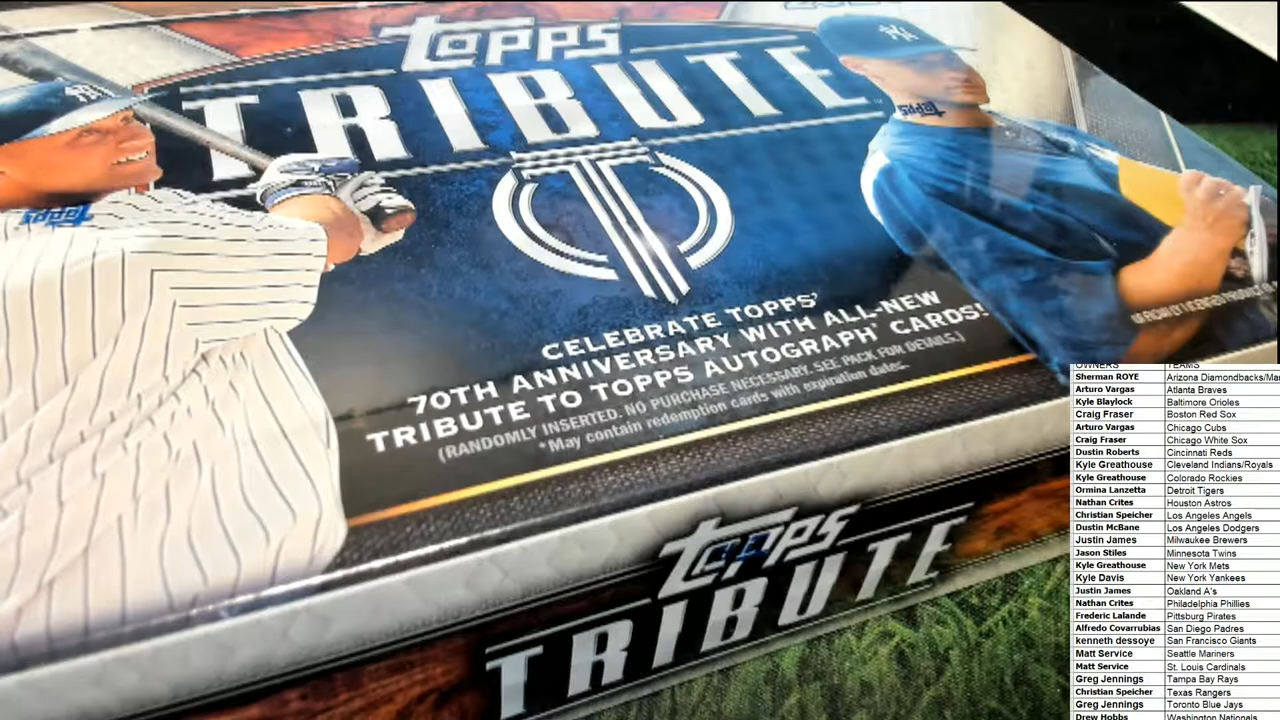 TOPPS
TRIBUTE
CELEBRATE TOPPS'
70TH ANNIVERSARY WITH ALL-NEW
TRIBUTE TO TOPPS AUTOGRAPH* CARDS!
(RANDOMLY INSERTED. NO PURCHASE NECESSARY. SEE PACK FOR DETAILS.)
*May contain redemption cards with expiration dates.
Topps
Topps
TOPPS
TRIBUTE
OWNERS TEAMS
Sherman ROYE Arizona Diamondbacks/Mar
Arturo Vargas Atlanta Braves
Kyle Blaylock Baltimore Orioles
Craig Fraser Boston Red Sox
Arturo Vargas Chicago Cubs
Craig Fraser Chicago White Sox
Dustin Roberts Cincinnati Reds
Kyle Greathouse Cleveland Indians/Royals
Kyle Greathouse Colorado Rockies
Ormina Lanzetta Detroit Tigers
Nathan Crites Houston Astros
Christian Speicher Los Angeles Angels
Dustin McBane Los Angeles Dodgers
Justin James Milwaukee Brewers
Jason Stiles Minnesota Twins
Kyle Greathouse New York Mets
Kyle Davis New York Yankees
Justin James Oakland A's
Nathan Crites Philadelphia Phillies
Frederic Lalande Pittsburg Pirates
Alfredo Covarrubias San Diego Padres
kenneth dessoye San Francisco Giants
Matt Service Seattle Mariners
Matt Service St. Louis Cardinals
Greg Jennings Tampa Bay Rays
Christian Speicher Texas Rangers
Greg Jennings Toronto Blue Jays
Drew Hobbs Washington Nationals